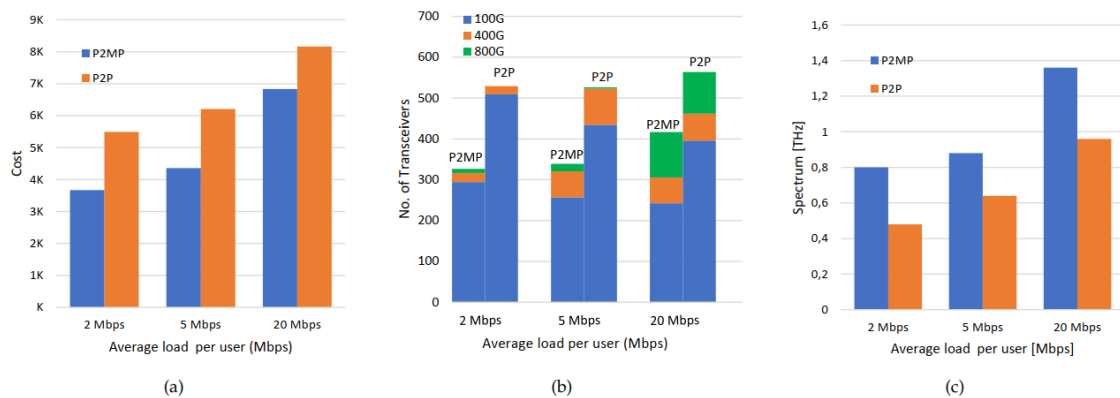 9K
8K
7K
6K
5K
4K
3K
2K
1K
K
Cost
P2MP
P2P
2 Mbps
5 Mbps
20 Mbps
Average load per user (Mbps)
(a)
700
600
500
400
300
200
100
0
No. of Transceivers
100G
400G
800G
P2MP
P2P
P2MP
P2P
P2MP
P2P
2 Mbps
5 Mbps
20 Mbps
Average load per user (Mbps)
(b)
1,6
1,4
1,2
1
0,8
0,6
0,4
0,2
0
Spectrum [THz]
P2MP
P2P
2 Mbps
5 Mbps
20 Mbps
Average load per user [Mbps]
(c)